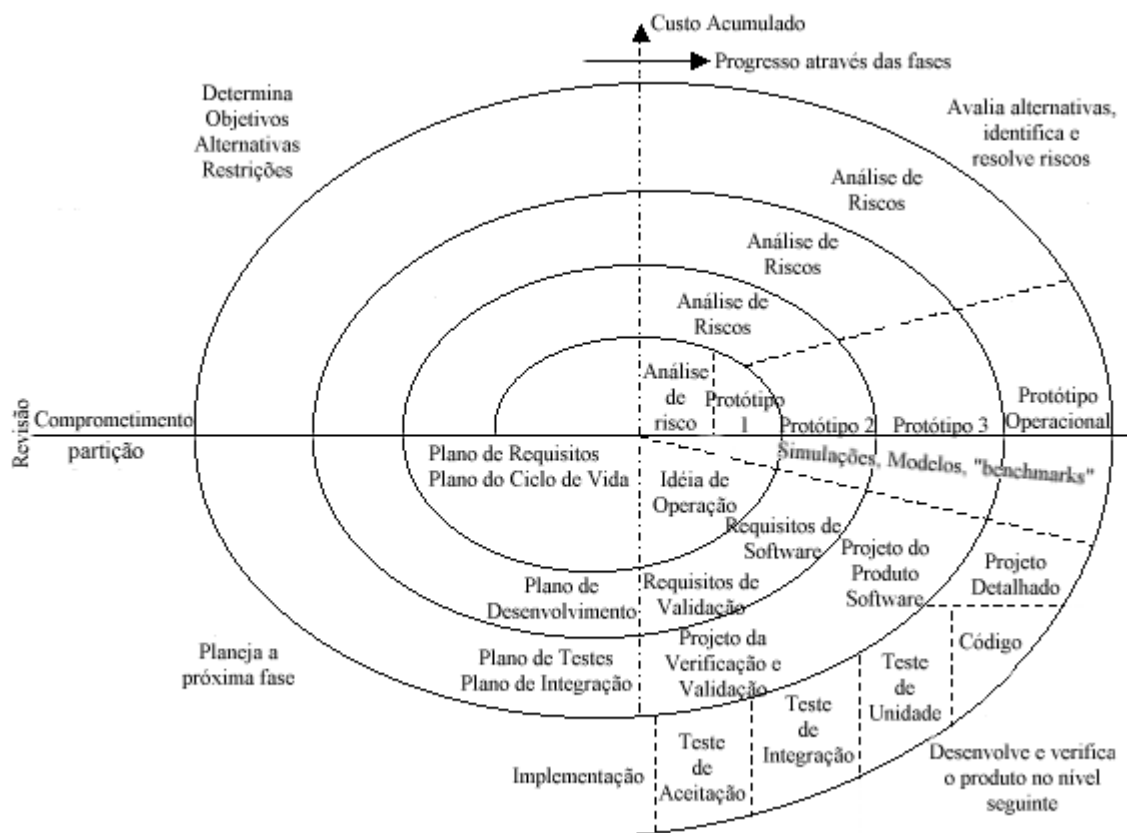 Custo Acumulado
Progresso através das fases
Determina
Objetivos
Alternativas
Restrições
Avalia alternativas,
identifica e
resolve riscos
Análise de
Riscos
Análise de
Riscos
Análise de
Riscos
Análise
de
risco
Protótipo
1
Protótipo 2
Protótipo 3
Protótipo
Operacional
Revisão
Comprometimento
partição
Simulações, Modelos, "benchmarks"
Plano de Requisitos
Plano do Ciclo de Vida
Idéia de
Operação
Requisitos de
Software
Projeto do
Produto
Software
Projeto
Detalhado
Plano de
Desenvolvimento
Requisitos de
Validação
Código
Planeja a
próxima fase
Plano de Testes
Plano de Integração
Projeto da
Verificação e
Validação
Teste
de
Unidade
Teste
de
Integração
Teste
de
Aceitação
Implementação
Desenvolve e verifica
o produto no nível
seguinte